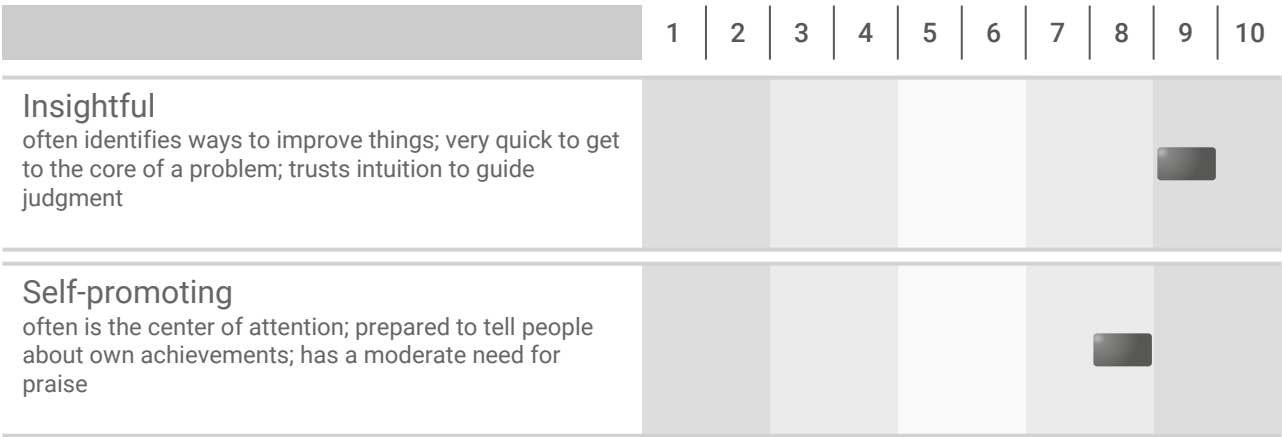 1 2 3 4 5 6 7 8 9 10
Insightful
often identifies ways to improve things; very quick to get
to the core of a problem; trusts intuition to guide
judgment
Self-promoting
often is the center of attention; prepared to tell people
about own achievements; has a moderate need for
praise